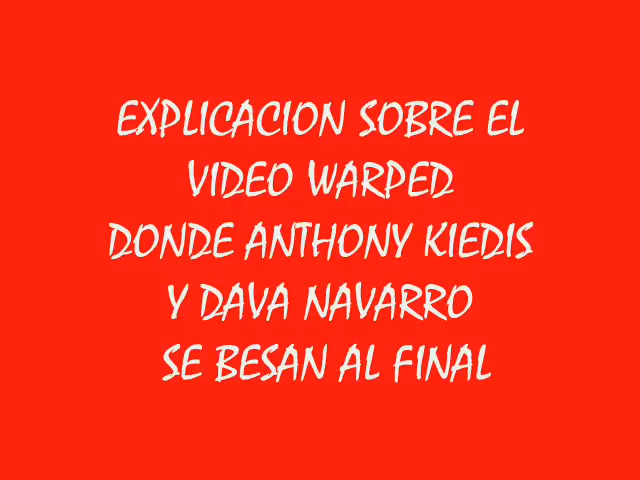 EXPLICACION SOBRE EL
VIDEO WARPED
DONDE ANTHONY KIEDIS
Y DAVA NAVARRO
SE BESAN AL FINAL